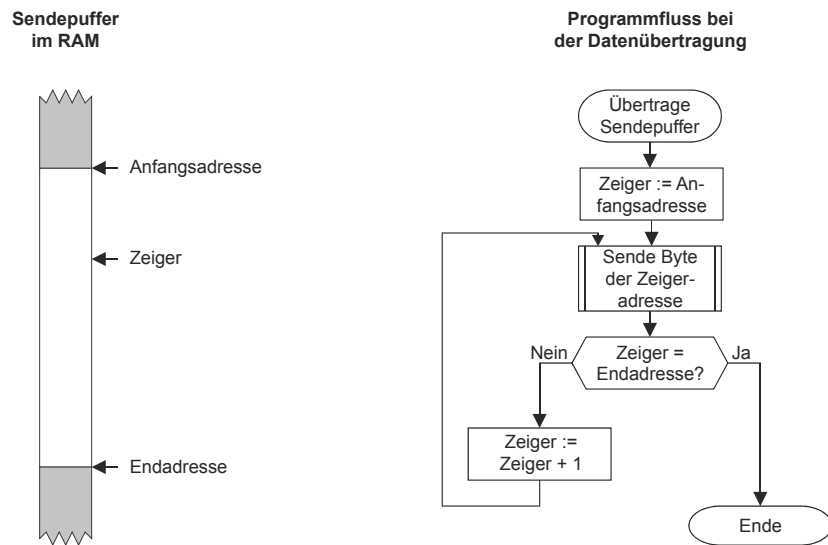 Sendepuffer
im RAM
Anfangsadresse
Zeiger
Endadresse
Programmfluss bei
der Datenübertragung
Übertrage
Sendepuffer
Zeiger := An-
fangsadresse
Sende Byte
der Zeiger-
adresse
Nein
Zeiger =
Endadresse?
Ja
Zeiger :=
Zeiger + 1
Ende